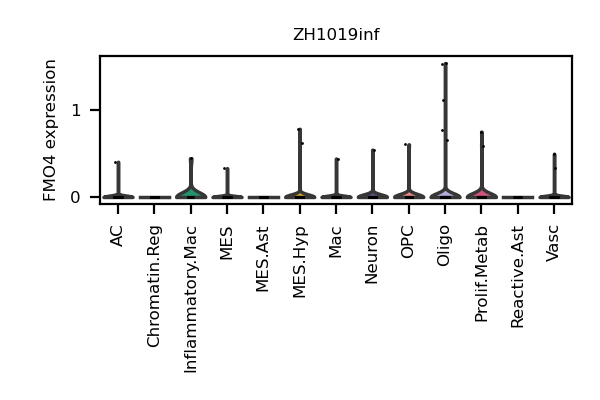 ZH1019inf
FMO4 expression
1
0
AC
Chromatin.Reg
Inflammatory.Mac
MES
MES.Ast
MES.Hyp
Mac
Neuron
OPC
Oligo
Prolif.Metab
Reactive.Ast
Vasc